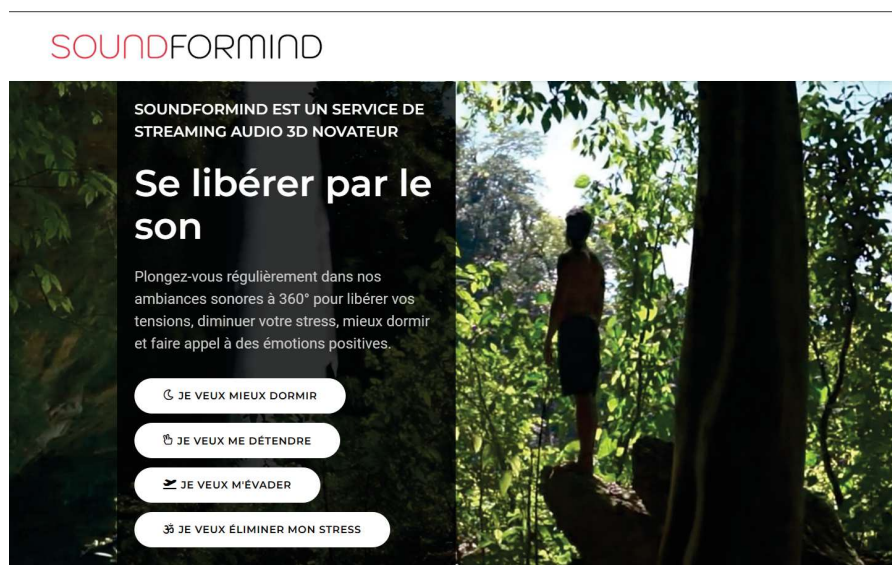 SOUNDFORMIND
SOUNDFORMIND EST UN SERVICE DE
STREAMING AUDIO 3D NOVATEUR
Se libérer par le
son
Plongez-vous régulièrement dans nos
ambiances sonores à 360° pour libérer vos
tensions, diminuer votre stress, mieux dormir
et faire appel à des émotions positives.
JE VEUX MIEUX DORMIR
JE VEUX ME DÉTENDRE
JE VEUX M'ÉVADER
ॐ JE VEUX ÉLIMINER MON STRESS